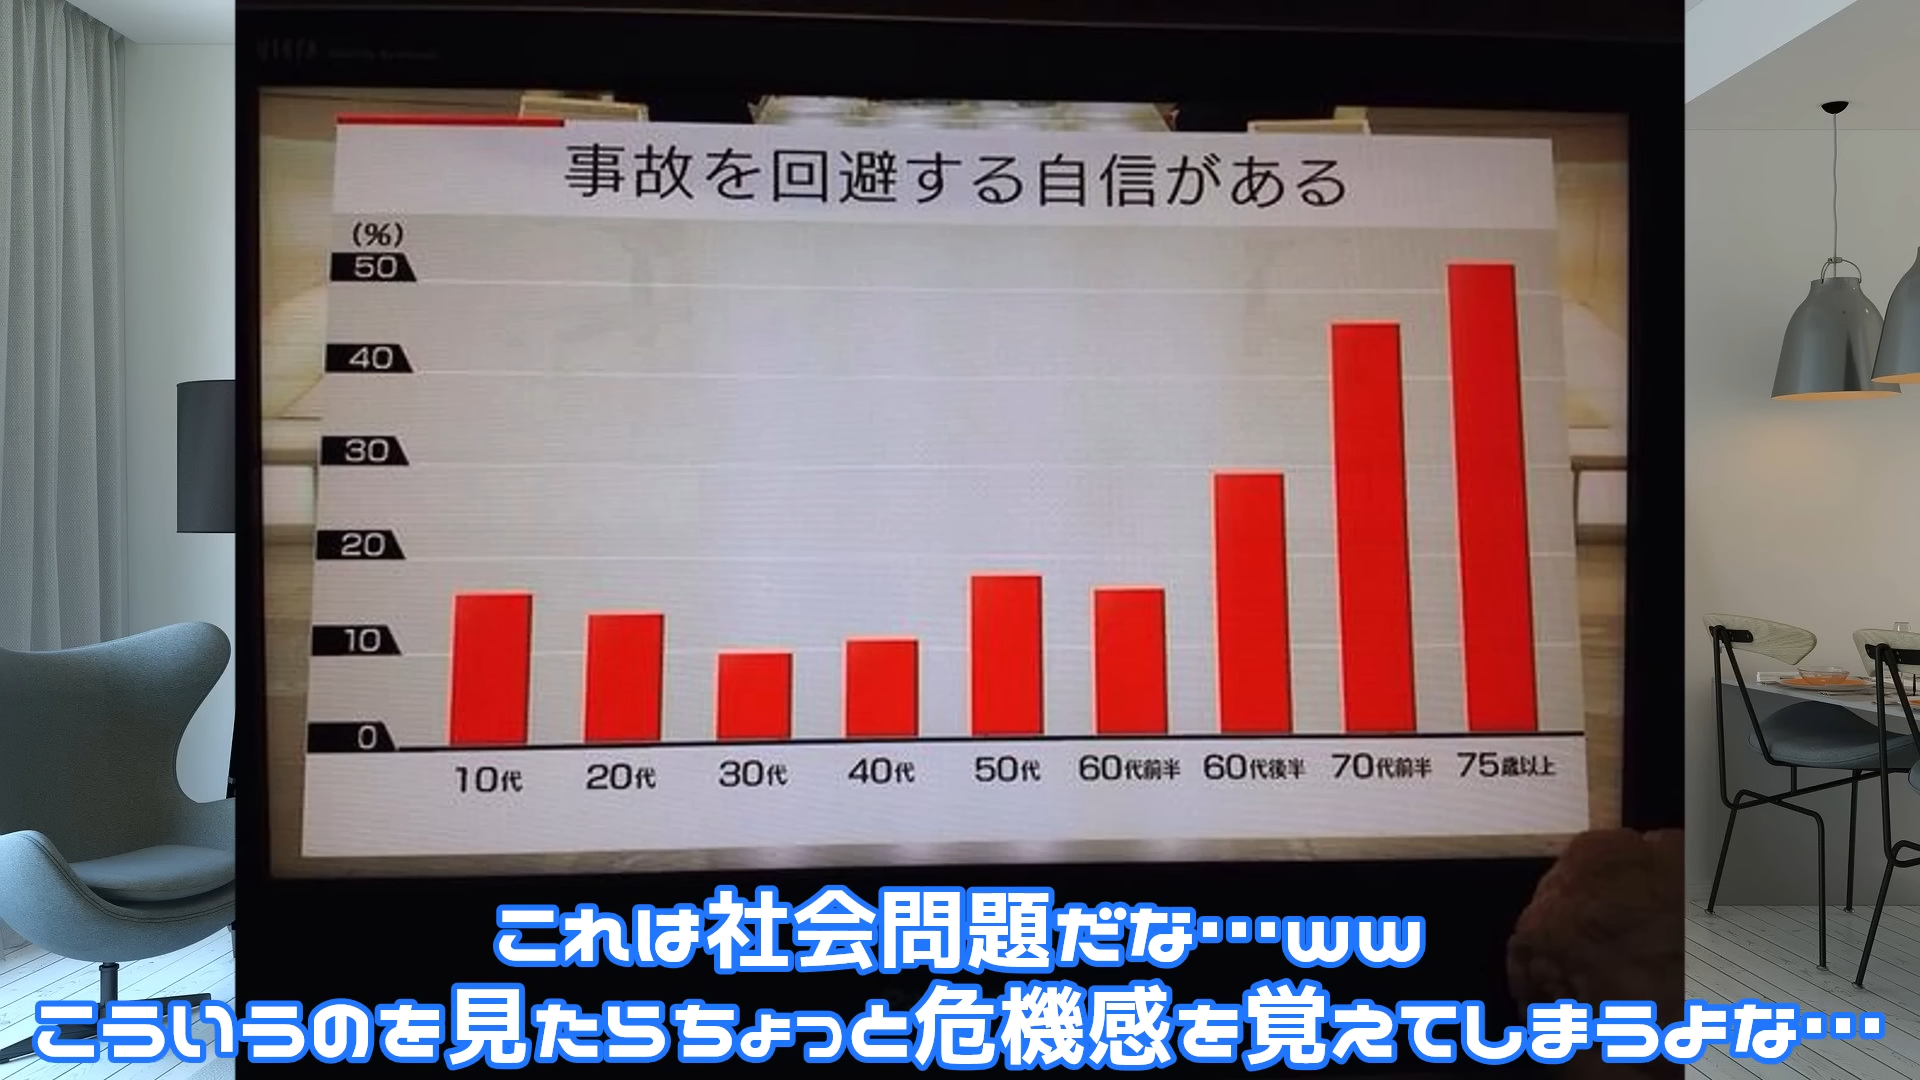 事故を回避する自信がある
(%)
50
40
30
20
10
0
10代 20代 30代 40代 50代 60代前半 60代後半 70代前半 75歳以上
これは社会問題だな…ww
こういうのを見たらちょっと危機感を覚えてしまうよな…